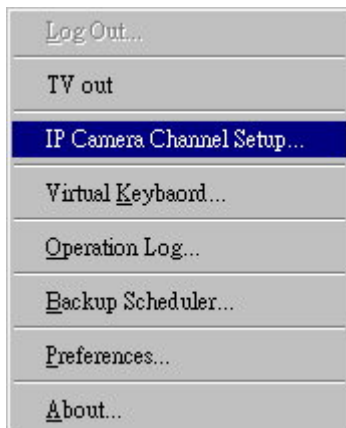 Log Out...
TV out
IP Camera Channel Setup...
Virtual Keybaord...
Operation Log...
Backup Scheduler...
Preferences...
About...